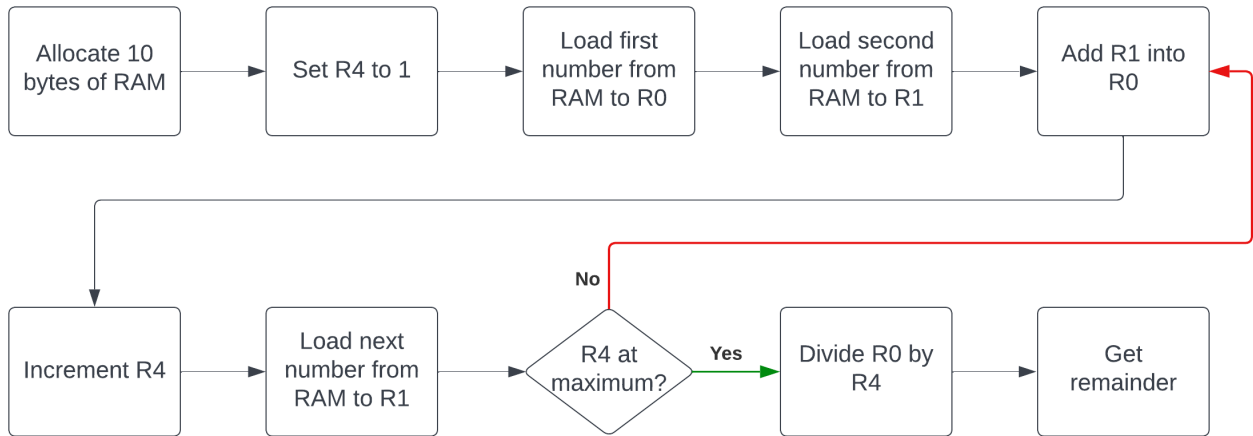 Allocate 10
bytes of RAM
Set R4 to 1
Load first
number from
RAM to R0
Load second
number from
RAM to R1
Add R1 into
R0
Increment R4
Load next
number from
RAM to R1
No
R4 at
maximum?
Yes
Divide R0 by
R4
Get
remainder